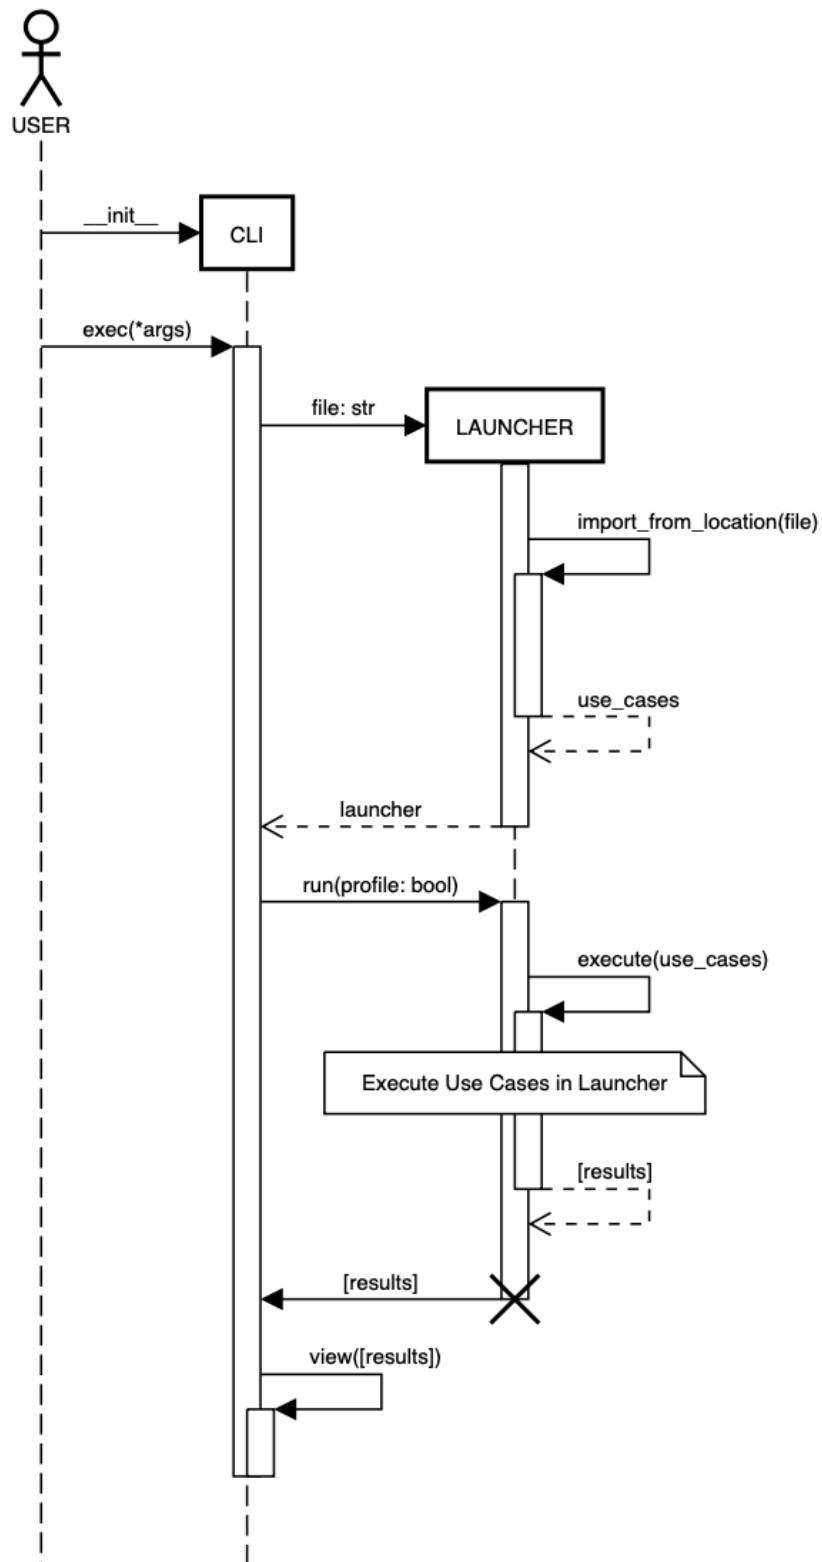 USER
__init__
CLI
exec(*args)
file: str
LAUNCHER
import_from_location(file)
use_cases
launcher
run(profile: bool)
execute(use_cases)
Execute Use Cases in Launcher
[results]
[results]
view([results])